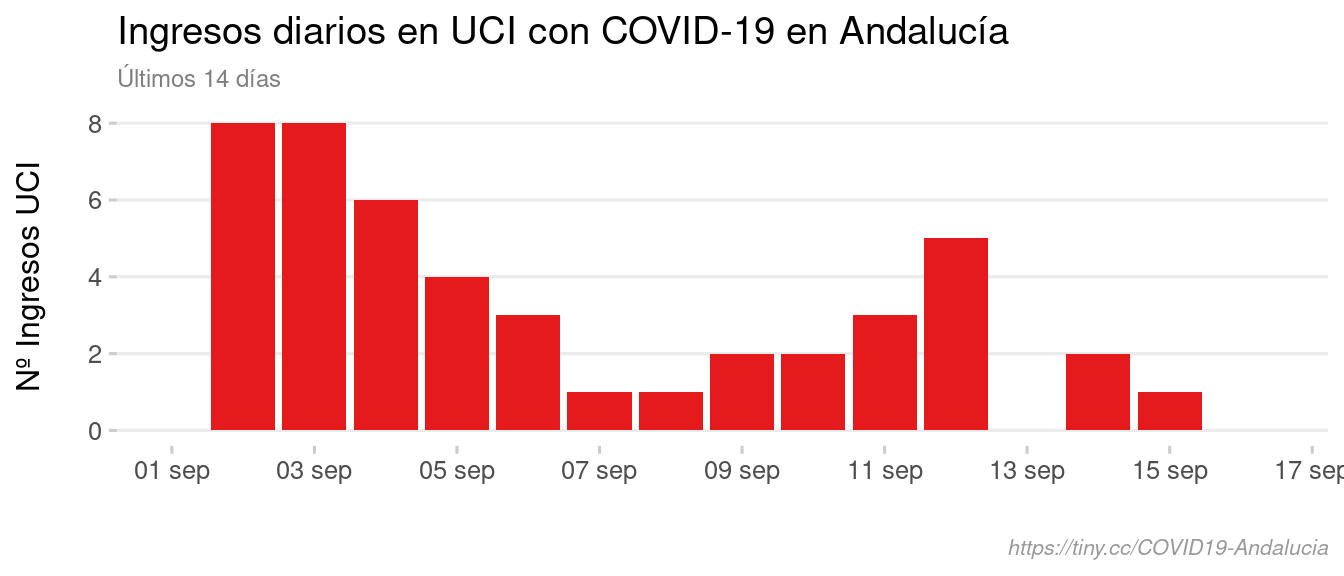 Ingresos diarios en UCI con COVID-19 en Andalucía
Últimos 14 días
Nº Ingresos UCI
8
6
4
2
0
01 sep 03 sep 05 sep 07 sep 09 sep 11 sep 13 sep 15 sep 17 sep
https://tiny.cc/COVID19-Andalucia